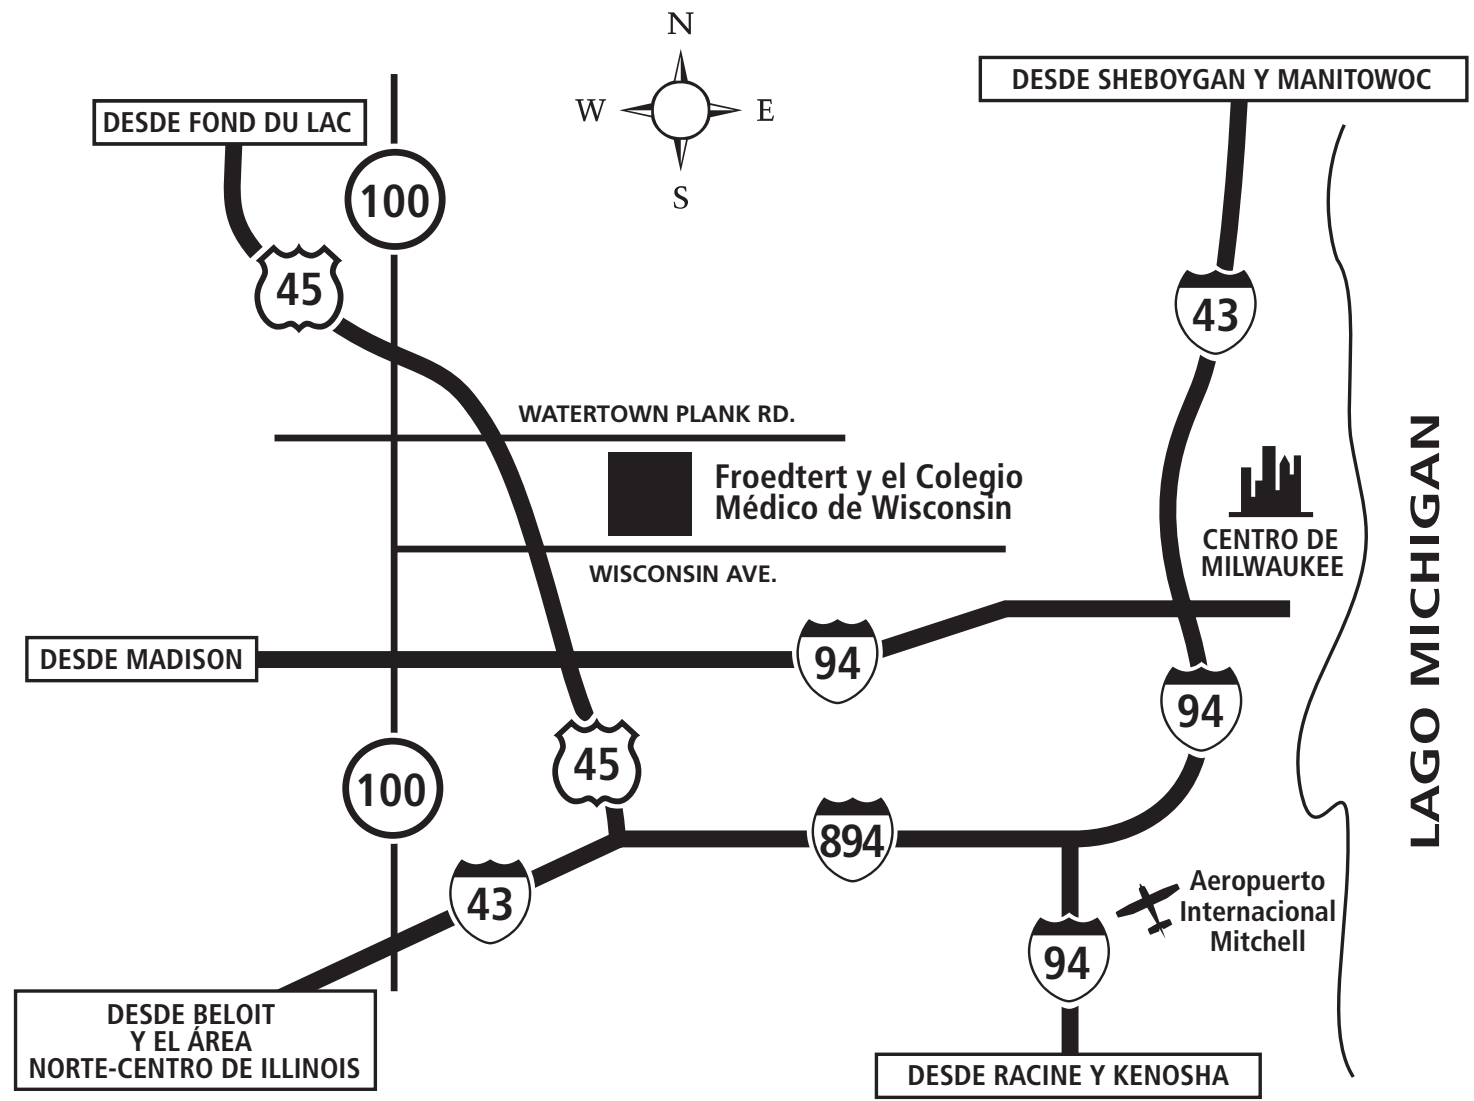 N
W
E
S
DESDE SHEBOYGAN Y MANITOWOC
DESDE FOND DU LAC
100
45
43
WATERTOWN PLANK RD.
Froedtert y el Colegio
Médico de Wisconsin
CENTRO DE
MILWAUKEE
WISCONSIN AVE.
LAGO MICHIGAN
DESDE MADISON
94
94
45
100
894
43
Aeropuerto
Internacional
Mitchell
94
DESDE BELOIT
Y EL ÁREA
NORTE-CENTRO DE ILLINOIS
DESDE RACINE Y KENOSHA